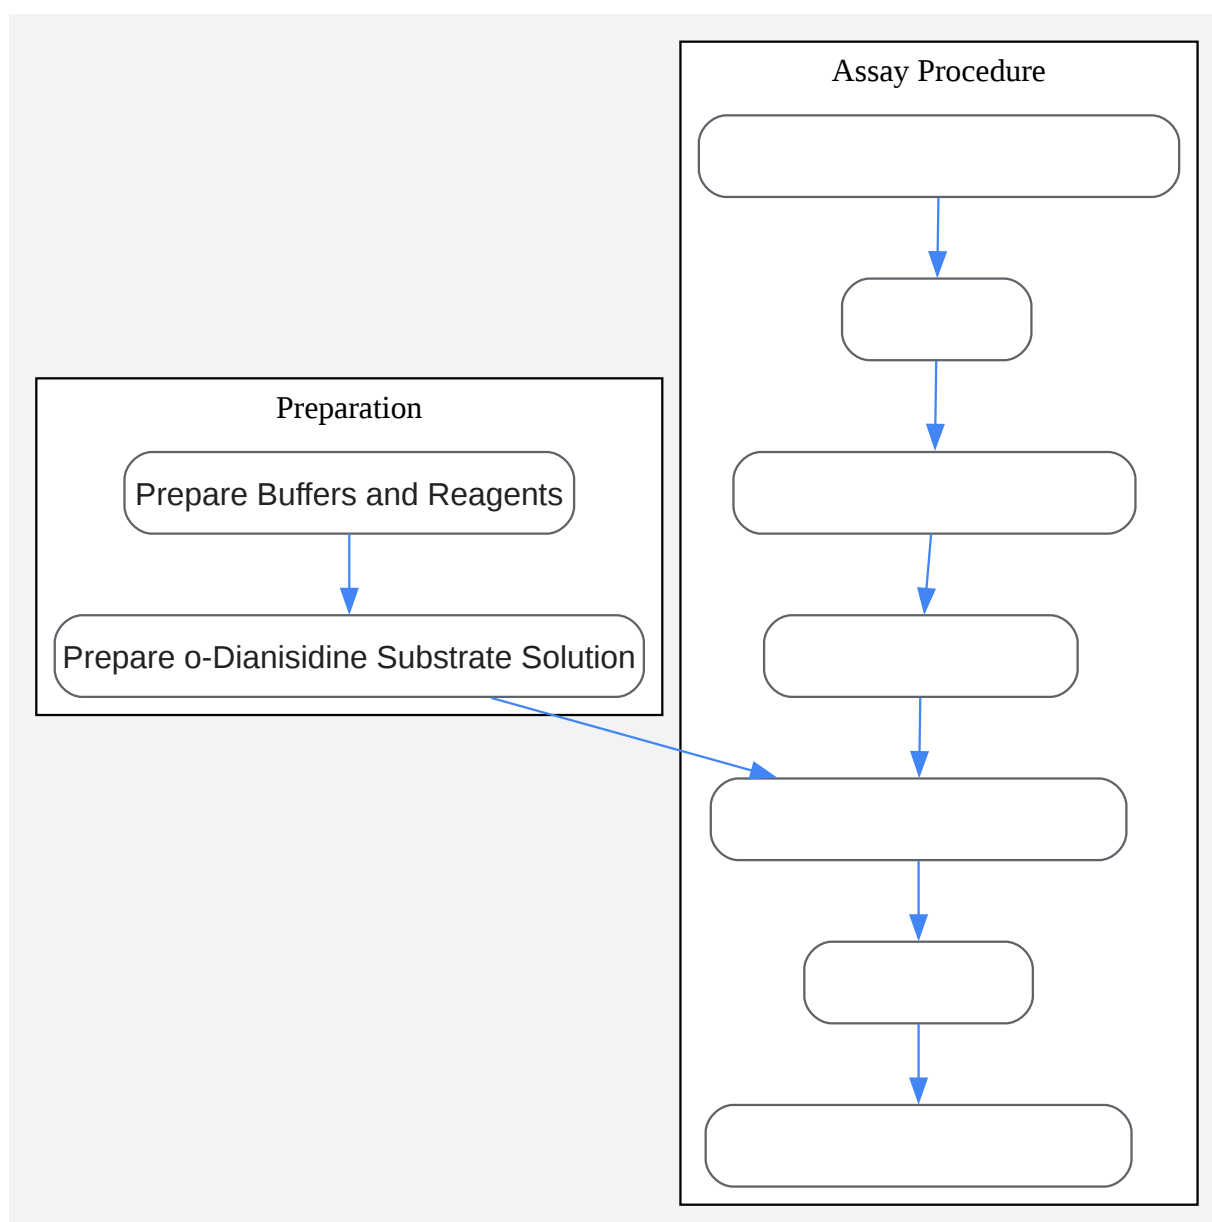 Assay Procedure
Preparation
Prepare Buffers and Reagents
Prepare o-Dianisidine Substrate Solution